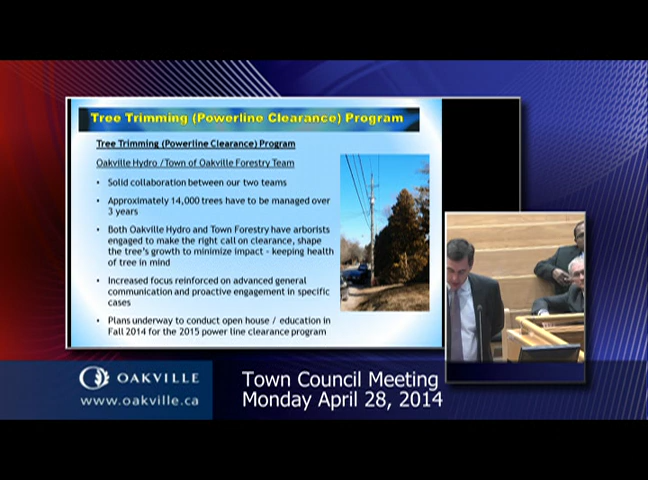 Tree Trimming (Powerline Clearance) Program
Tree Trimming (Powerline Clearance) Program
Oakville Hydro /Town of Oakville Forestry Team
• Solid collaboration between our two teams
• Approximately 14,000 trees have to be managed over
3 years
• Both Oakville Hydro and Town Forestry have arborists
engaged to make the right call on clearance, shape
the tree's growth to minimize impact - keeping health
of tree in mind
• Increased focus reinforced on advanced general
communication and proactive engagement in specific
cases
• Plans underway to conduct open house / education in
Fall 2014 for the 2015 power line clearance program
OAKVILLE
www.oakville.ca
Town Council Meeting
Monday April 28, 2014